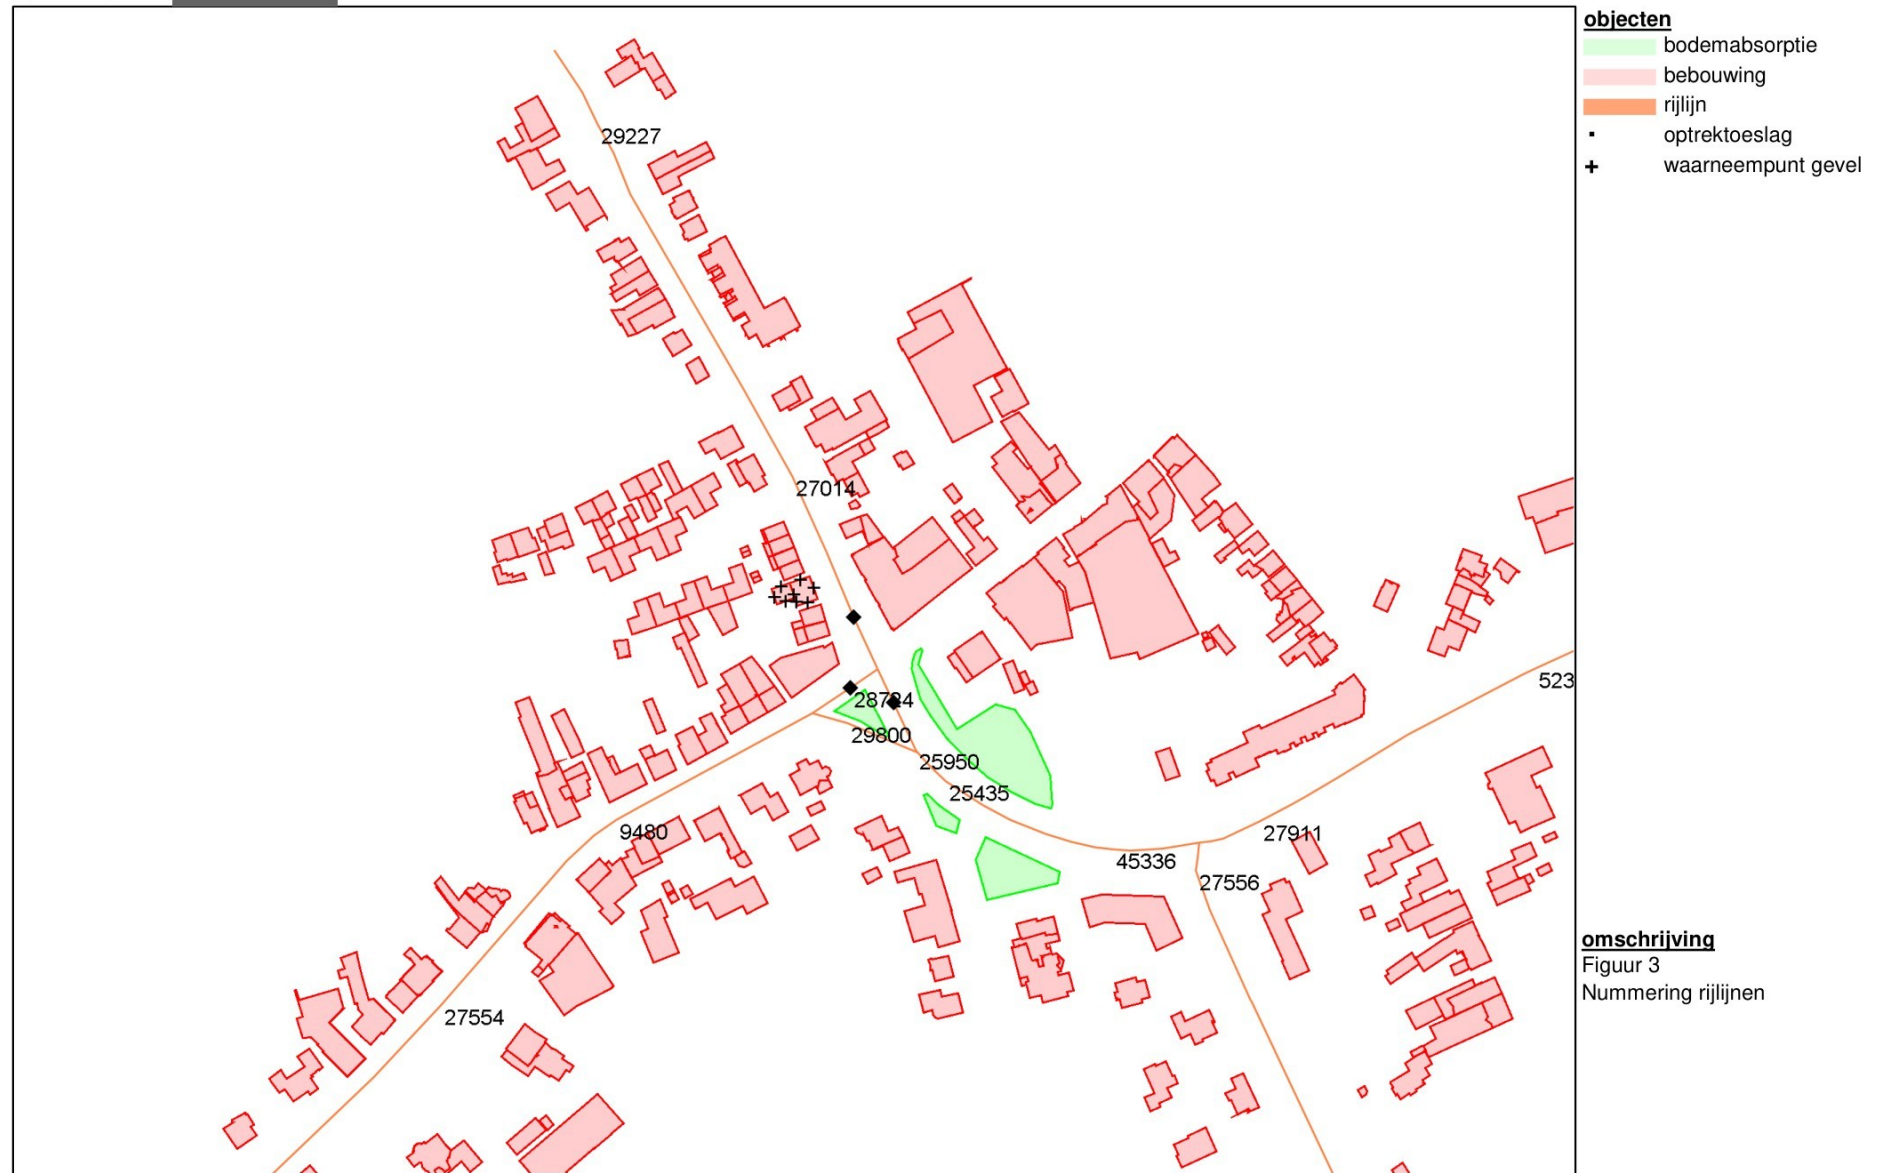 objecten
bodemabsorptie
bebouwing
rijlijn
optrektoeslag
waarneempunt gevel
29227
27014
523
29800
25950
25435
9480
27911
45336
27556
27554
omschrijving
Figuur 3
Nummering rijlijnen